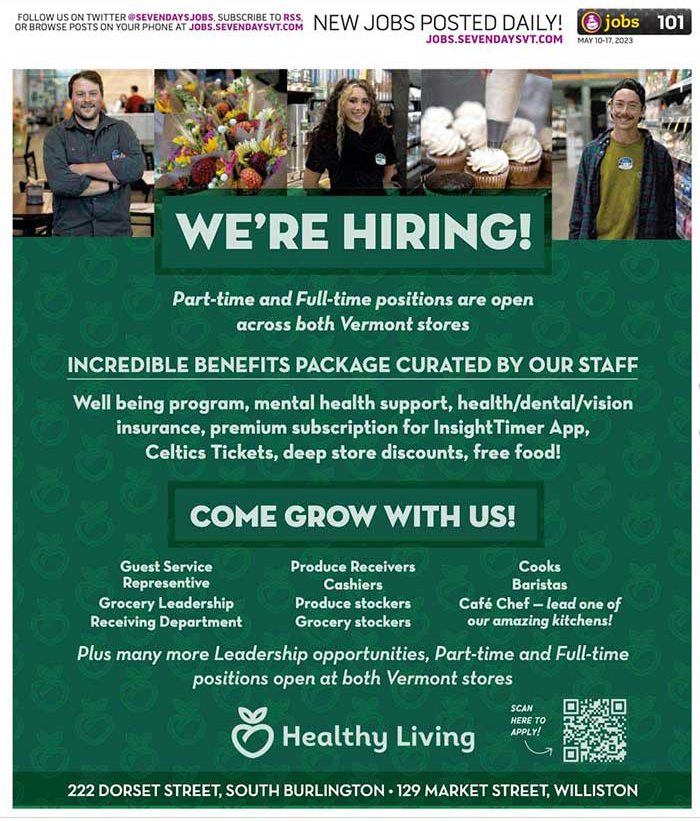 FOLLOW US ON TWITTER @SEVENDAYSJOBS, SUBSCRIBE TO RSS,
OR BROWSE POSTS ON YOUR PHONE AT JOBS.SEVENDAYSVT.COM
NEW JOBS POSTED DAILY!
JOBS.SEVENDAYSVT.COM
jobs 101
MAY 10-17, 2023
WE'RE HIRING!
Part-time and Full-time positions are open
across both Vermont stores
INCREDIBLE BENEFITS PACKAGE CURATED BY OUR STAFF
Well being program, mental health support, health/dental/vision
insurance, premium subscription for InsightTimer App,
Celtics Tickets, deep store discounts, free food!
COME GROW WITH US!
Guest Service
Representive
Grocery Leadership
Receiving Department
Produce Receivers
Cashiers
Produce stockers
Grocery stockers
Cooks
Baristas
Café Chef – lead one of
our amazing kitchens!
Plus many more Leadership opportunities, Part-time and Full-time
positions open at both Vermont stores
Healthy Living
SCAN
HERE TO
APPLY!
222 DORSET STREET, SOUTH BURLINGTON • 129 MARKET STREET, WILLISTON